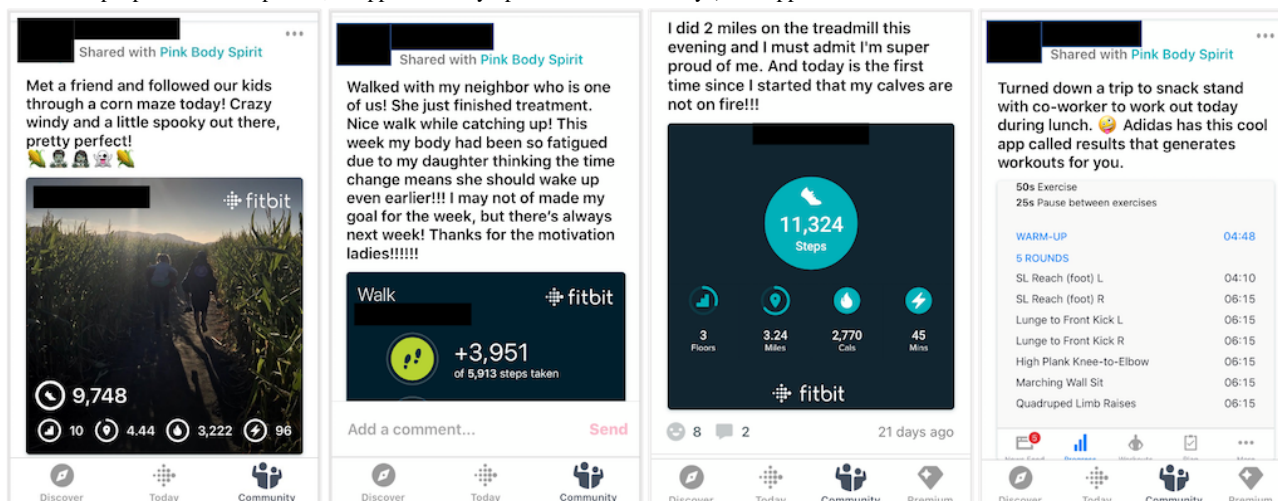 Shared with Pink Body Spirit
Met a friend and followed our kids
through a corn maze today! Crazy
windy and a little spooky out there,
pretty perfect!
fitbit
9,748
10 4.44 3,222 96
Discover Today Community
Shared with Pink Body Spirit
Walked with my neighbor who is one
of us! She just finished treatment.
Nice walk while catching up! This
week my body had been so fatigued
due to my daughter thinking the time
change means she should wake up
even earlier!!! I may not of made my
goal for the week, but there's always
next week! Thanks for the motivation
ladies!!!!!!
Walk fitbit
+3,951
of 5,913 steps taken
Add a comment... Send
Discover Today Community
I did 2 miles on the treadmill this
evening and I must admit I'm super
proud of me. And today is the first
time since I started that my calves are
not on fire!!!
11,324
Steps
3 3.24 2,770 45
Floors Miles Cals Mins
fitbit
8 2 21 days ago
Discover Today Community Premium
Shared with Pink Body Spirit
Turned down a trip to snack stand
with co-worker to work out today
during lunch. 🤪 Adidas has this cool
app called results that generates
workouts for you.
50s Exercise
25s Pause between exercises
WARM-UP 04:48
5 ROUNDS
SL Reach (foot) L 04:10
SL Reach (foot) R 06:15
Lunge to Front Kick L 06:15
Lunge to Front Kick R 06:15
High Plank Knee-to-Elbow 06:15
Marching Wall Sit 06:15
Quadruped Limb Raises 06:15
5
Discover Today Community Premium